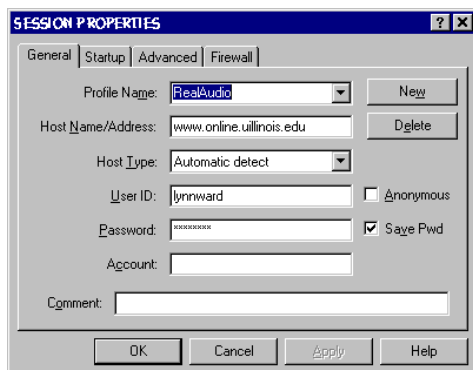 SESSION PROPERTIES
General Startup Advanced Firewall
Profile Name: RealAudio New
Host Name/Address: www.online.uillinois.edu Delete
Host Type: Automatic detect
User ID: lynnward Anonymous
Password: ******** Save Pwd
Account:
Comment:
OK Cancel Apply Help